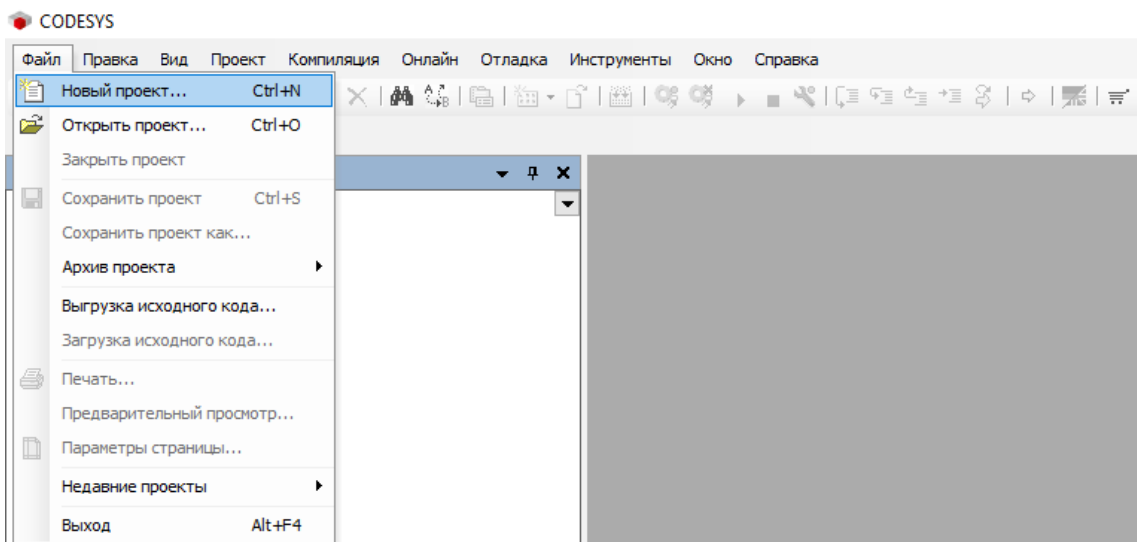 CODESYS
Файл Правка Вид Проект Компиляция Онлайн Отладка Инструменты Окно Справка
Новый проект... Ctrl+N
Открыть проект... Ctrl+O
Закрыть проект
Сохранить проект Ctrl+S
Сохранить проект как...
Архив проекта
Выгрузка исходного кода...
Загрузка исходного кода...
Печать...
Предварительный просмотр...
Параметры страницы...
Недавние проекты
Выход Alt+F4